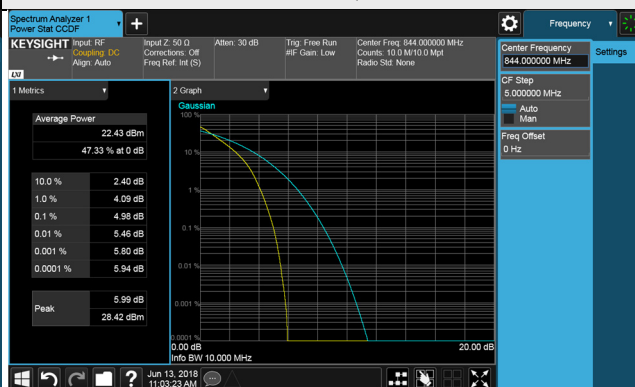 Spectrum Analyzer 1
Power Stat CCDF
Frequency
KEYSIGHT
Input: RF
Coupling: DC
Align: Auto
Input Z: 50 Ω
Corrections: Off
Freq Ref: Int (S)
Atten: 30 dB
Trig: Free Run
#IF Gain: Low
Center Freq: 844.000000 MHz
Counts: 10.0 M/10.0 Mpt
Radio Std: None
LXI
Center Frequency
844.000000 MHz
Settings
CF Step
5.000000 MHz
Auto
Man
Freq Offset
0 Hz
1 Metrics
Average Power
22.43 dBm
47.33 % at 0 dB
10.0 % 2.40 dB
1.0 % 4.09 dB
0.1 % 4.98 dB
0.01 % 5.46 dB
0.001 % 5.80 dB
0.0001 % 5.94 dB
Peak
5.99 dB
28.42 dBm
2 Graph
Gaussian
100 %
10 %
1 %
0.1 %
0.01 %
0.001 %
0.0001 %
0.00 dB 20.00 dB
Info BW 10.000 MHz
?
Jun 13, 2018
11:03:23 AM